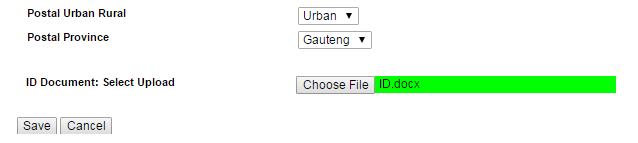 Postal Urban Rural Urban ▼
Postal Province Gauteng ▼
ID Document: Select Upload Choose File ID.docx
Save Cancel